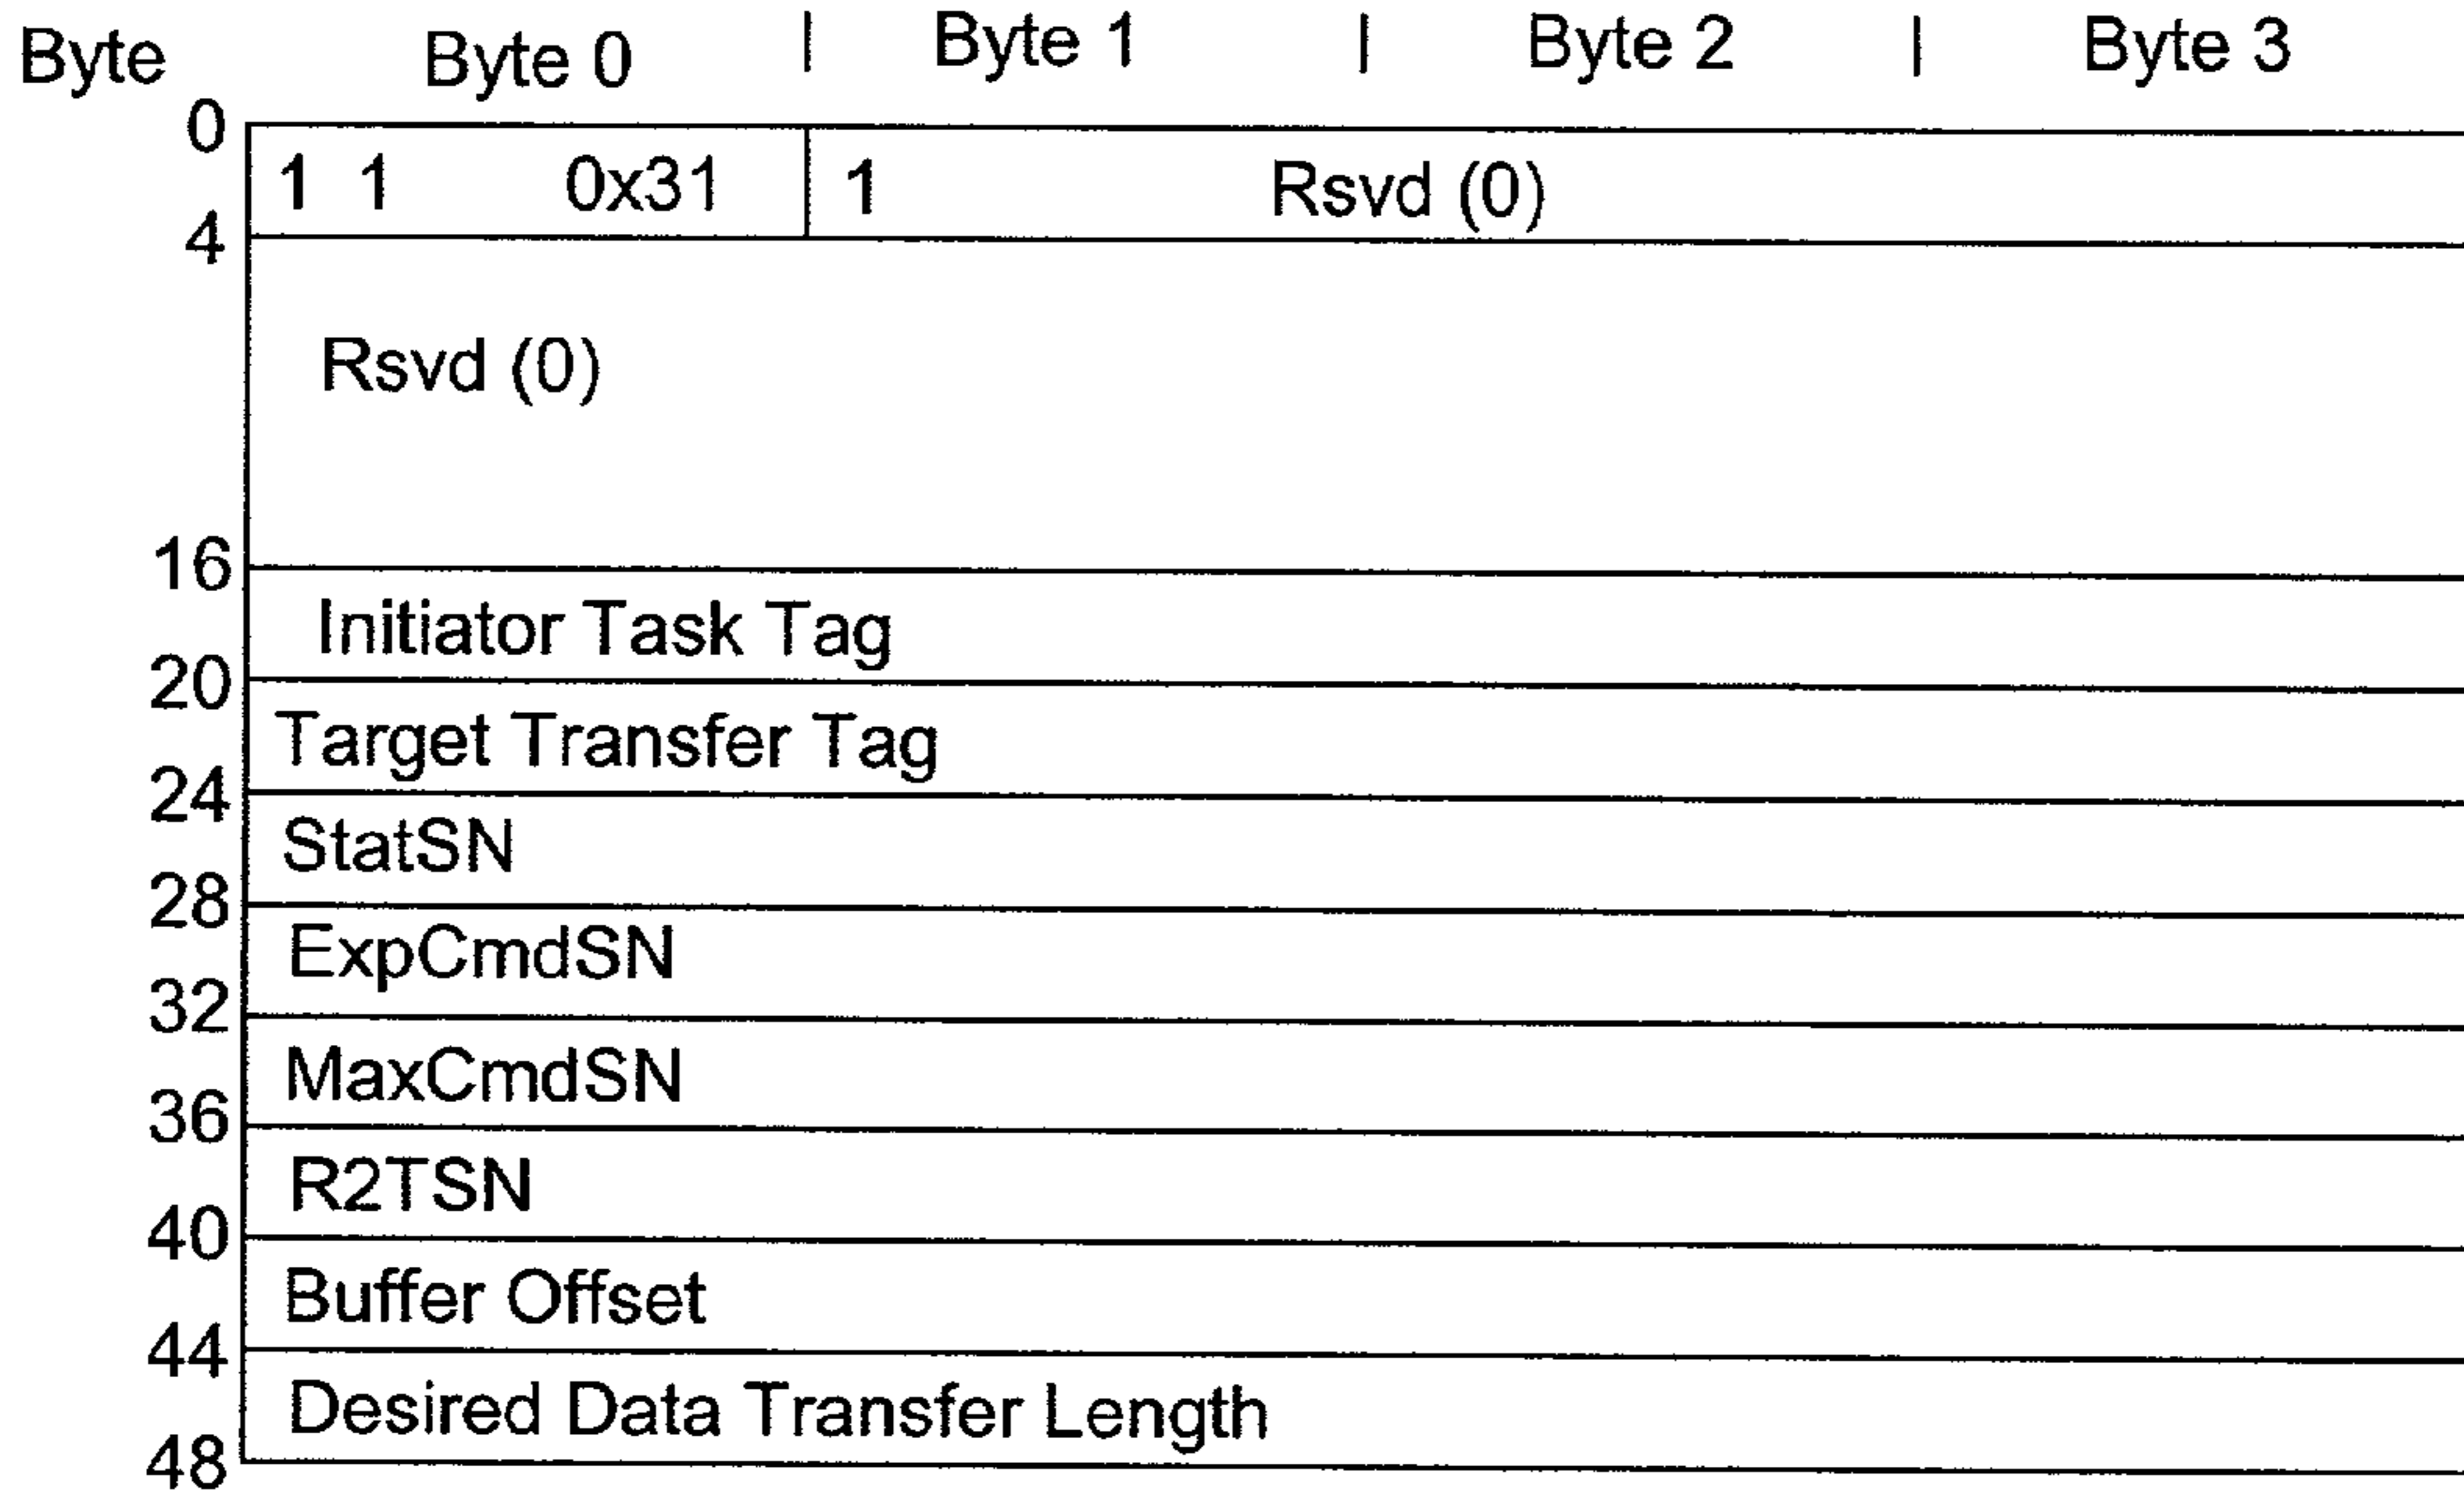 Byte Byte 0 | Byte 1 | Byte 2 | Byte 3
0
1 1 0x31 1 Rsvd (0)
4
Rsvd (0)
16
Initiator Task Tag
20
Target Transfer Tag
24
StatSN
28
ExpCmdSN
32
MaxCmdSN
36
R2TSN
40
Buffer Offset
44
Desired Data Transfer Length
48